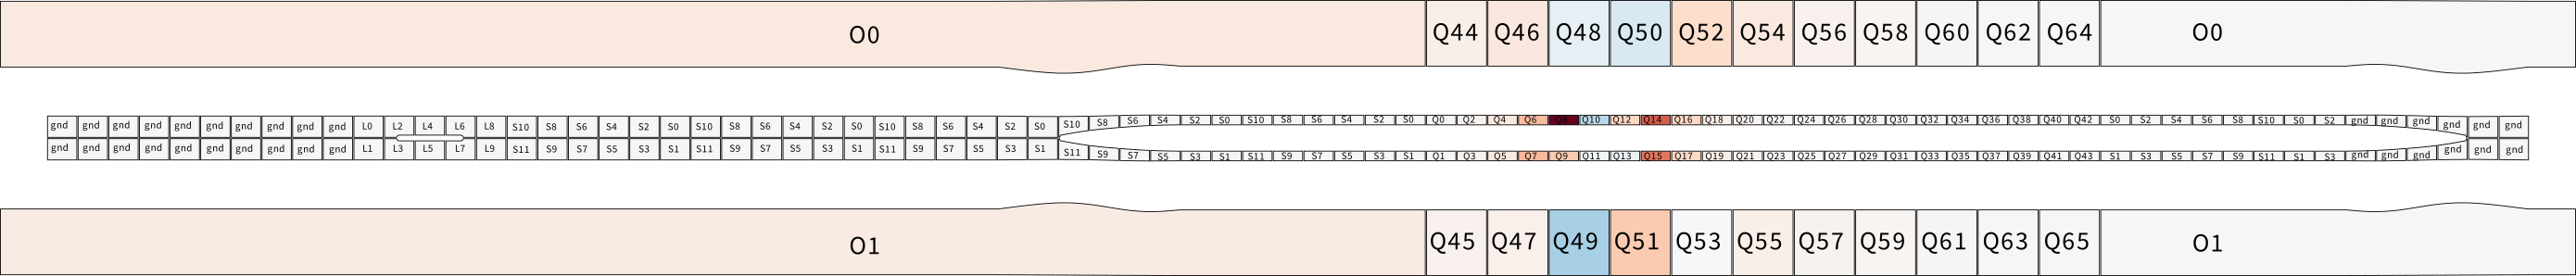 O0 Q44 Q46 Q48 Q50 Q52 Q54 Q56 Q58 Q60 Q62 Q64 O0
gnd gnd gnd gnd gnd gnd gnd gnd gnd gnd L0 L2 L4 L6 L8 S10 S8 S6 S4 S2 S0 S10 S8 S6 S4 S2 S0 S10 S8 S6 S4 S2 S0 S10 S8 S6 S4 S2 S0 S10 S8 S6 S4 S2 S0 Q0 Q2 Q4 Q6 Q8 Q10 Q12 Q14 Q16 Q18 Q20 Q22 Q24 Q26 Q28 Q30 Q32 Q34 Q36 Q38 Q40 Q42 S0 S2 S4 S6 S8 S10 S0 S2 gnd gnd gnd gnd gnd gnd
gnd gnd gnd gnd gnd gnd gnd gnd gnd gnd L1 L3 L5 L7 L9 S11 S9 S7 S5 S3 S1 S11 S9 S7 S5 S3 S1 S11 S9 S7 S5 S3 S1 S11 S9 S7 S5 S3 S1 S11 S9 S7 S5 S3 S1 Q1 Q3 Q5 Q7 Q9 Q11 Q13 Q15 Q17 Q19 Q21 Q23 Q25 Q27 Q29 Q31 Q33 Q35 Q37 Q39 Q41 Q43 S1 S3 S5 S7 S9 S11 S1 S3 gnd gnd gnd gnd gnd gnd
O1 Q45 Q47 Q49 Q51 Q53 Q55 Q57 Q59 Q61 Q63 Q65 O1